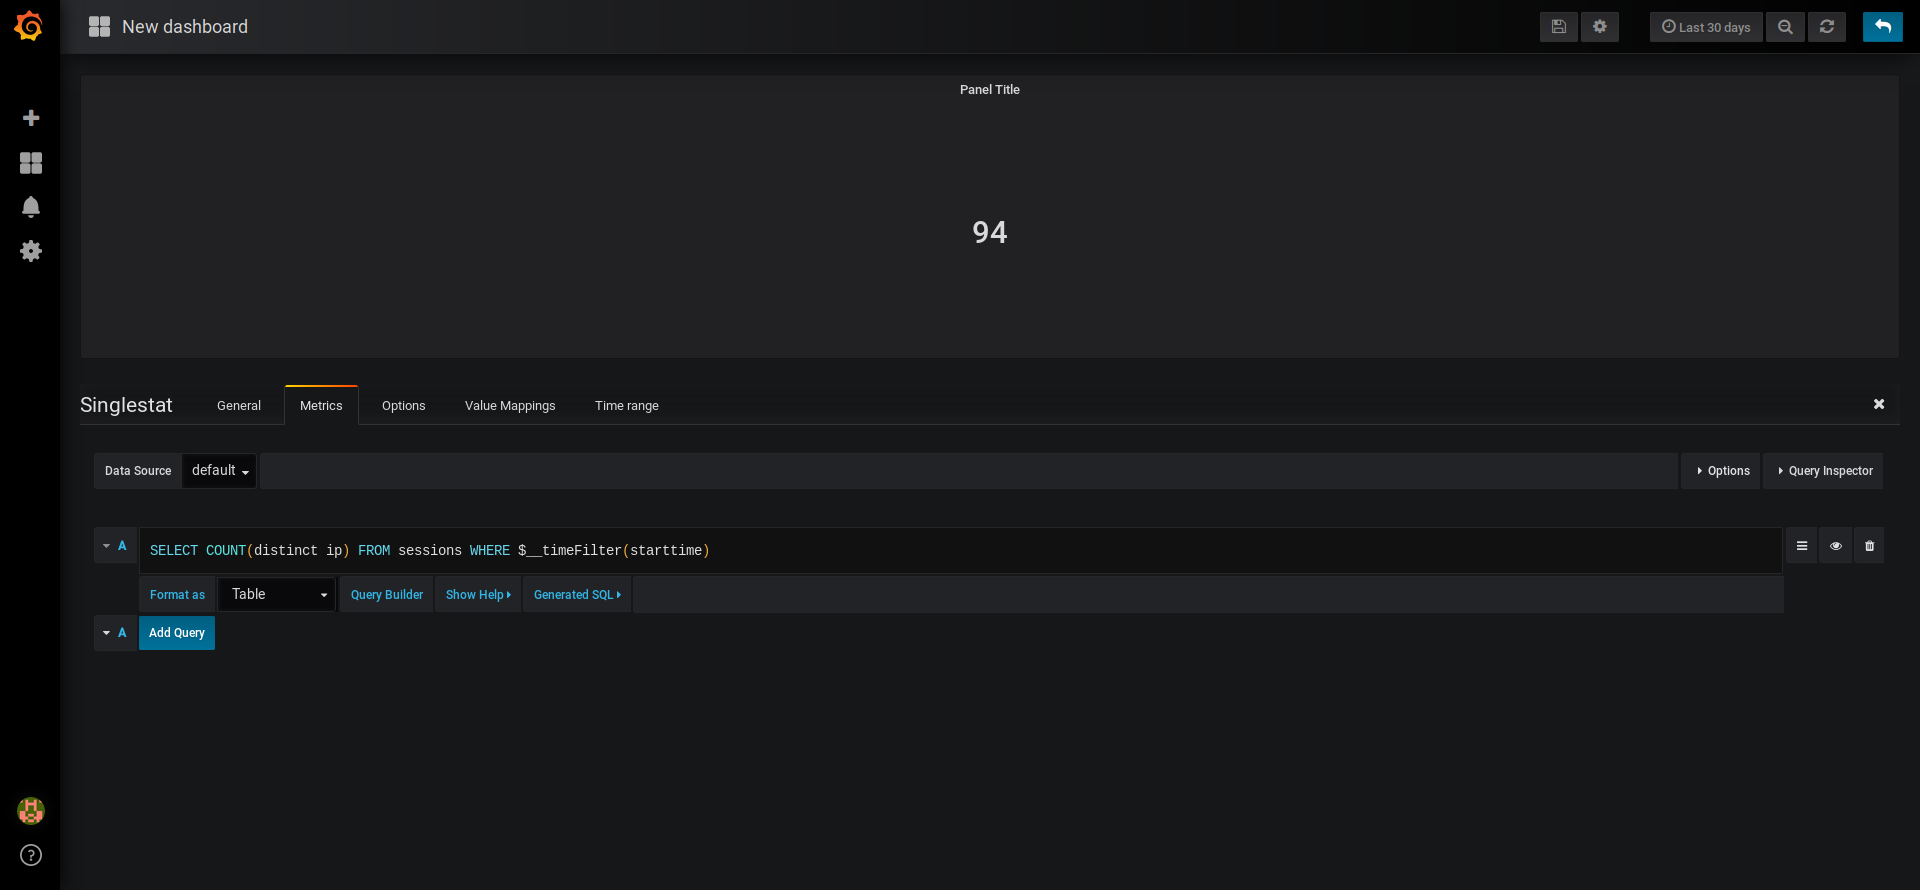 New dashboard
Last 30 days
Panel Title
94
Singlestat General Metrics Options Value Mappings Time range
Data Source default Options Query Inspector
A SELECT COUNT(distinct ip) FROM sessions WHERE $__timeFilter(starttime)
Format as Table Query Builder Show Help Generated SQL
A Add Query